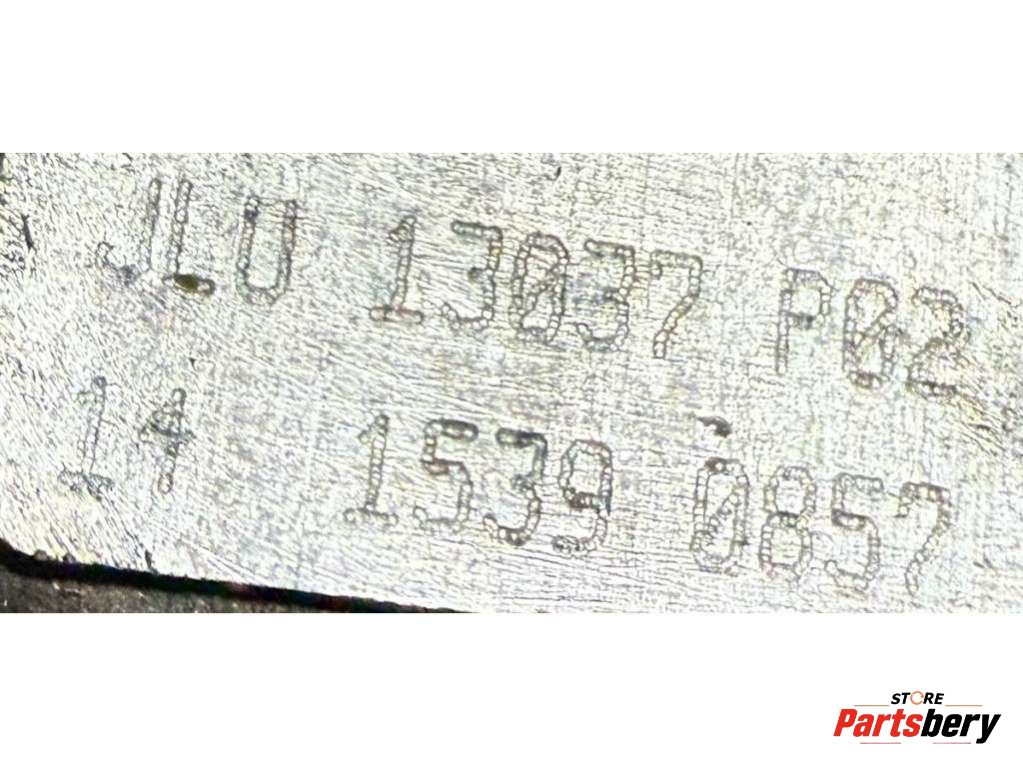 JLU 13037 P02
14 1539 0857
STORE
Partsbery